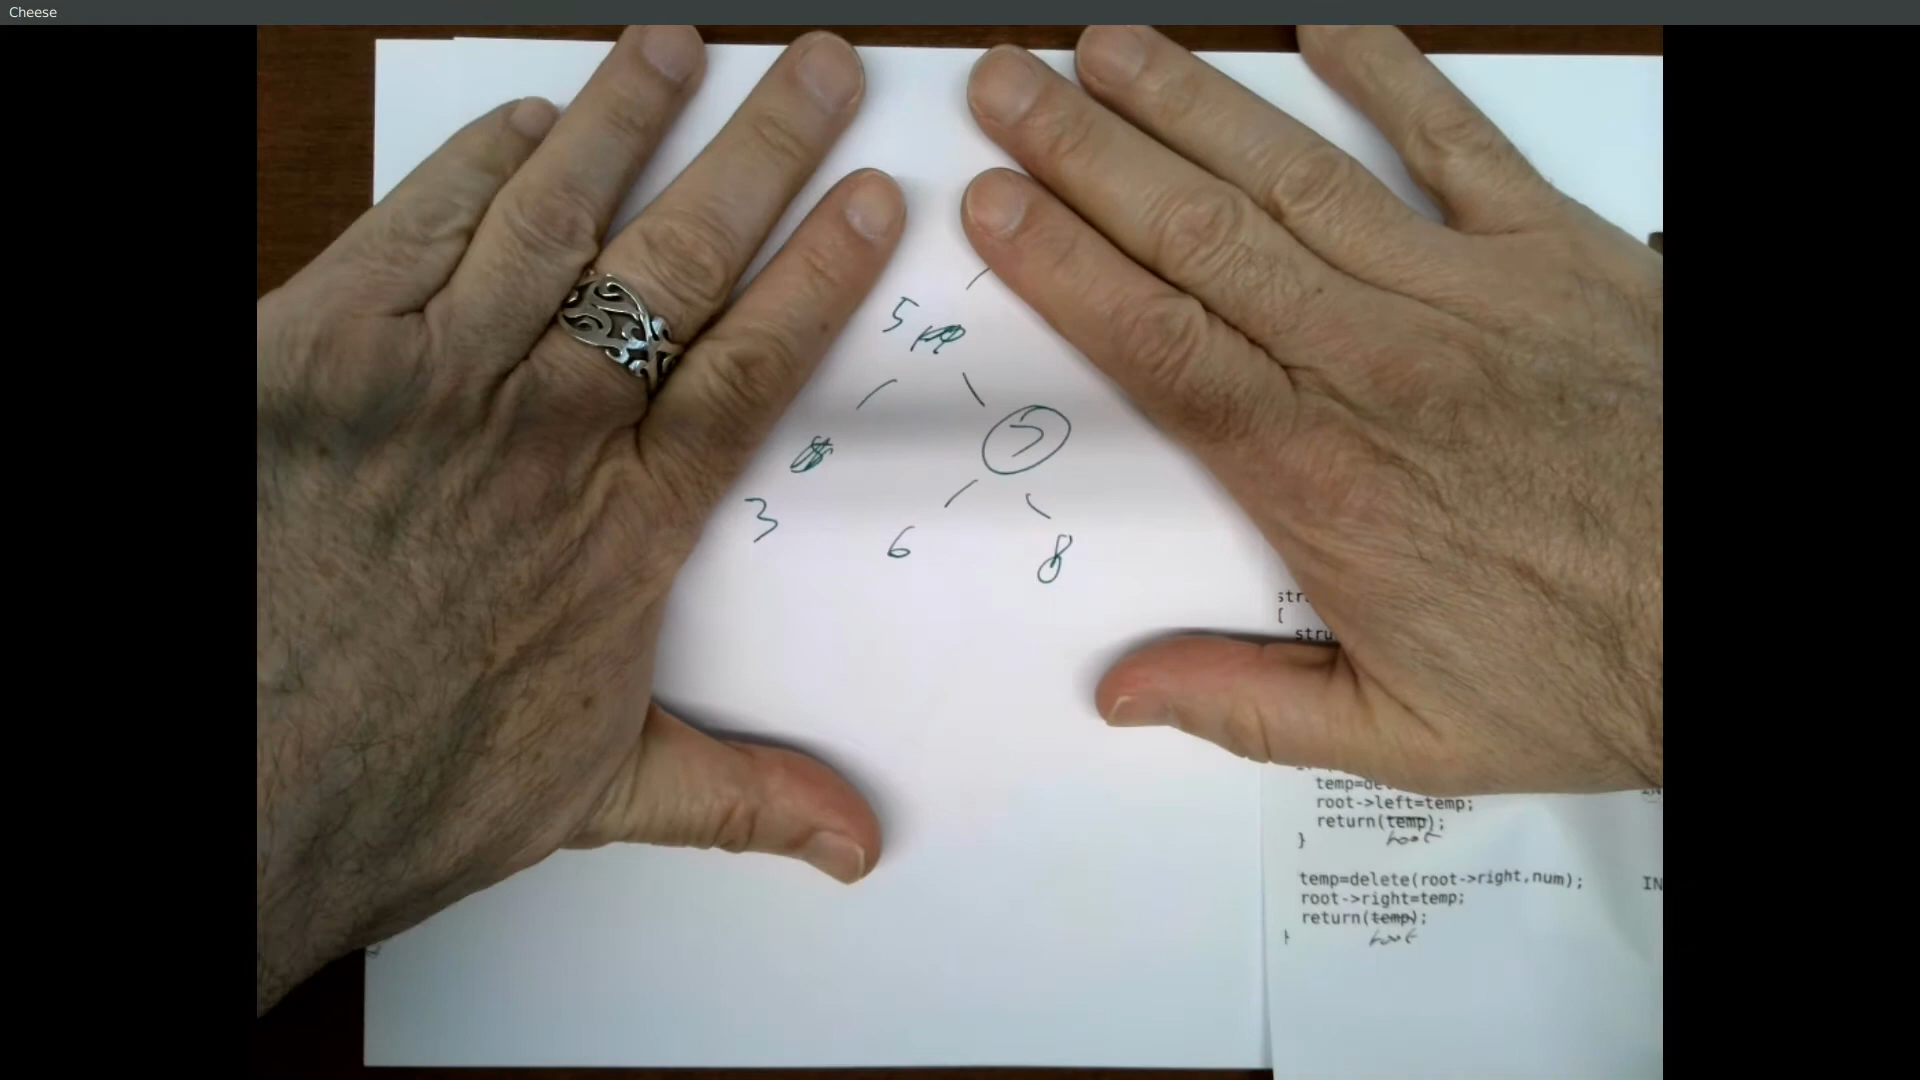 Cheese
5
3
6
8
{
temp=de
root->left=temp;
return(temp);
}
root
temp=delete(root->right,num);
IN
root->right=temp;
return(temp);
}
root